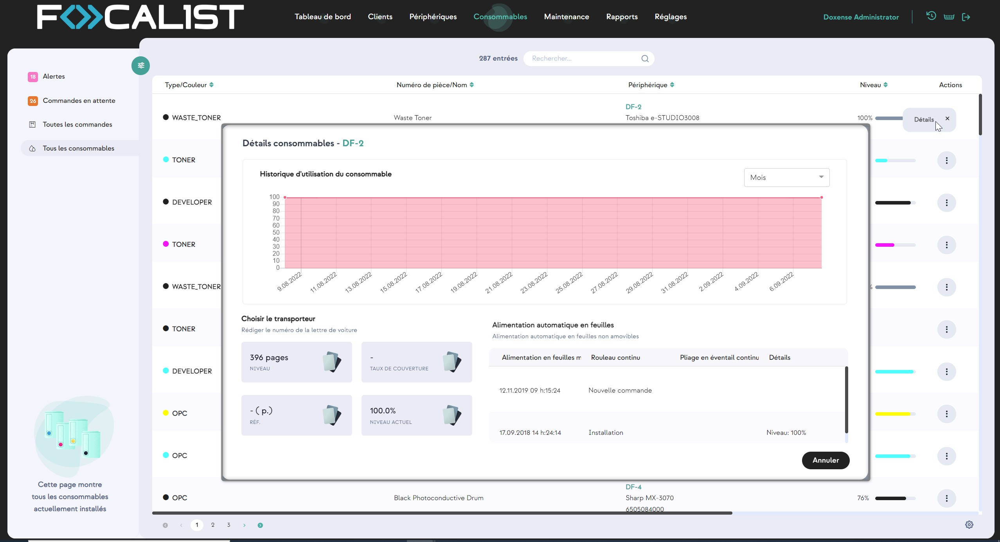 FOCALIST
Tableau de bord
Clients
Périphériques
Consommables
Maintenance
Rapports
Réglages
Doxense Administrator
18 Alertes
26 Commandes en attente
Toutes les commandes
Tous les consommables
Cette page montre
tous les consommables
actuellement installés
287 entrées
Rechercher...
Type/Couleur
Numéro de pièce/Nom
Périphérique
Niveau
Actions
WASTE_TONER
Waste Toner
DF-2
Toshiba e-STUDIO3008
100%
Détails
TONER
DEVELOPER
TONER
WASTE_TONER
%
TONER
DEVELOPER
OPC
OPC
Détails consommables - DF-2
Historique d'utilisation du consommable
Mois
100
90
80
70
60
50
40
30
20
10
0
9.08.2022
11.08.2022
13.08.2022
15.08.2022
17.08.2022
19.08.2022
21.08.2022
23.08.2022
25.08.2022
27.08.2022
29.08.2022
31.08.2022
2.09.2022
4.09.2022
6.09.2022
Choisir le transporteur
Rédiger le numéro de la lettre de voiture
396 pages
NIVEAU
-
TAUX DE COUVERTURE
- ( p.)
RÉF.
100.0%
NIVEAU ACTUEL
Alimentation automatique en feuilles
Alimentation automatique en feuilles non amovibles
Alimentation en feuilles m
Rouleau continu
Pliage en éventail continu
Détails
12.11.2019 09 h:15:24
Nouvelle commande
17.09.2018 14 h:24:14
Installation
Niveau: 100%
Annuler
OPC
Black Photoconductive Drum
DF-4
Sharp MX-3070
6505084000
76%
1 2 3